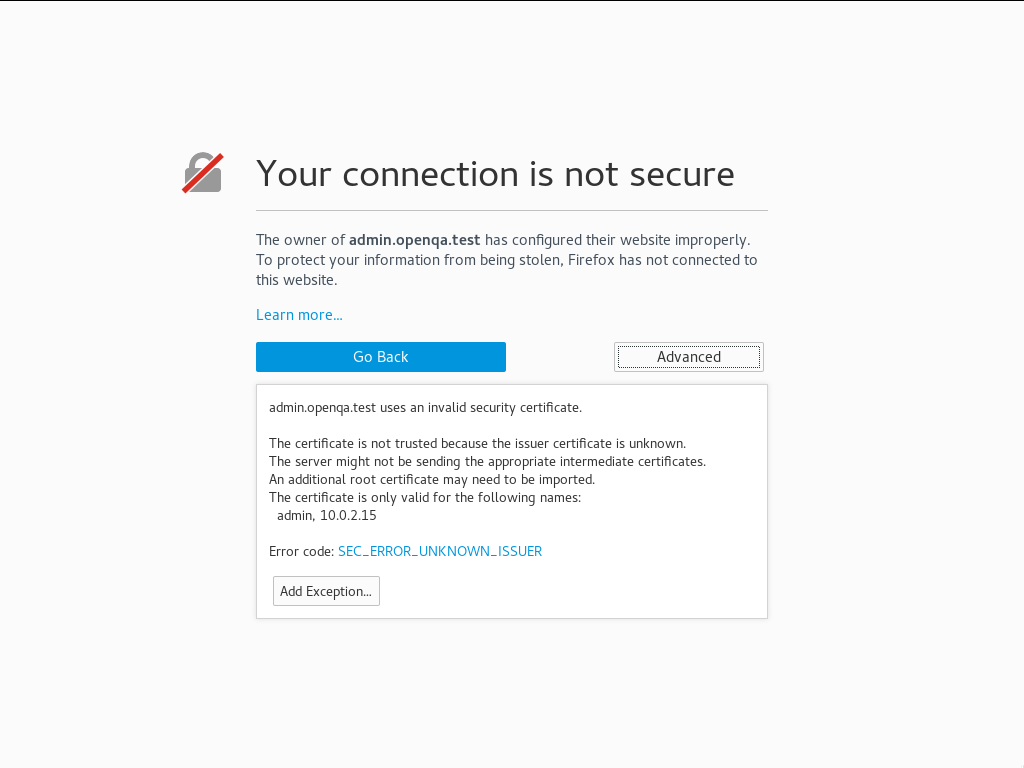 Your connection is not secure
The owner of admin.openqa.test has configured their website improperly.
To protect your information from being stolen, Firefox has not connected to
this website.
Learn more...
Go Back
Advanced
admin.openqa.test uses an invalid security certificate.
The certificate is not trusted because the issuer certificate is unknown.
The server might not be sending the appropriate intermediate certificates.
An additional root certificate may need to be imported.
The certificate is only valid for the following names:
admin, 10.0.2.15
Error code: SEC_ERROR_UNKNOWN_ISSUER
Add Exception...